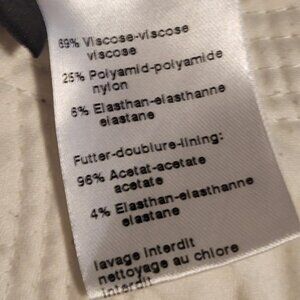 69% Viscose-viscose
viscose
25% Polyamid-polyamide
nylon
6% Elasthan-elasthanne
elastane
Futter-doublure-lining:
96% Acetat-acetate
acetate
4% Elasthan-elasthanne
elastane
lavage interdit
nettoyage au chlore
interdit